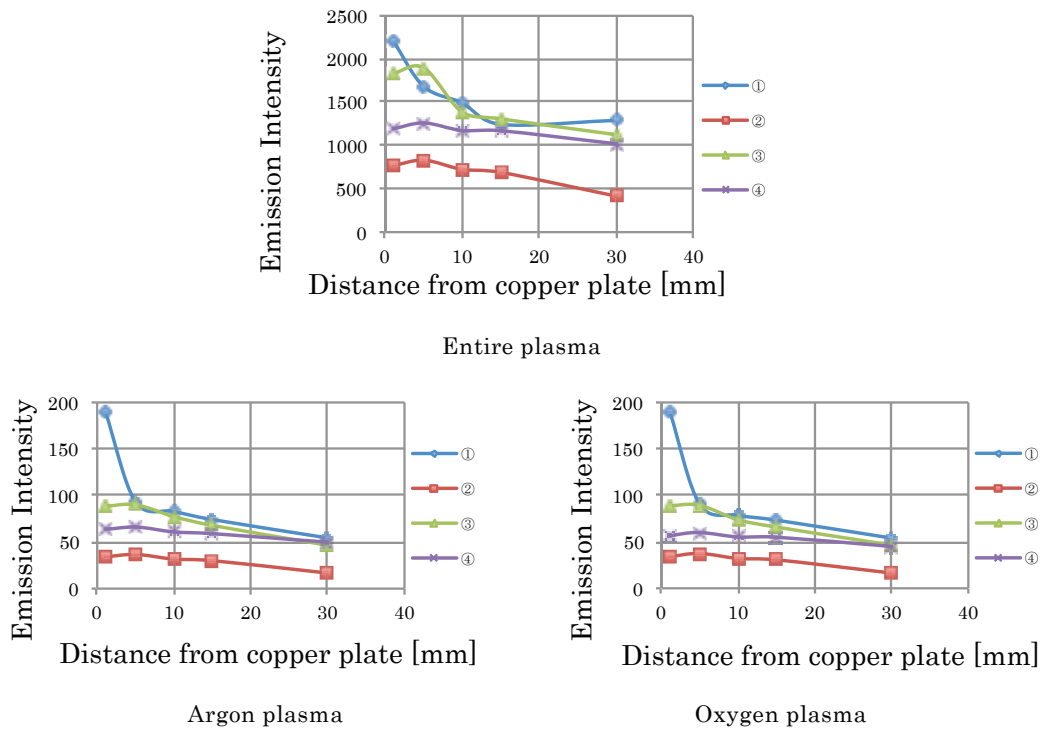 Emission Intensity
2500
2000
1500
1000
500
0
0 10 20 30 40
Distance from copper plate [mm]
①
②
③
④
Entire plasma
Emission Intensity
200
150
100
50
0
0 10 20 30 40
Distance from copper plate [mm]
①
②
③
④
Argon plasma
Emission Intensity
200
150
100
50
0
0 10 20 30 40
Distance from copper plate [mm]
①
②
③
④
Oxygen plasma